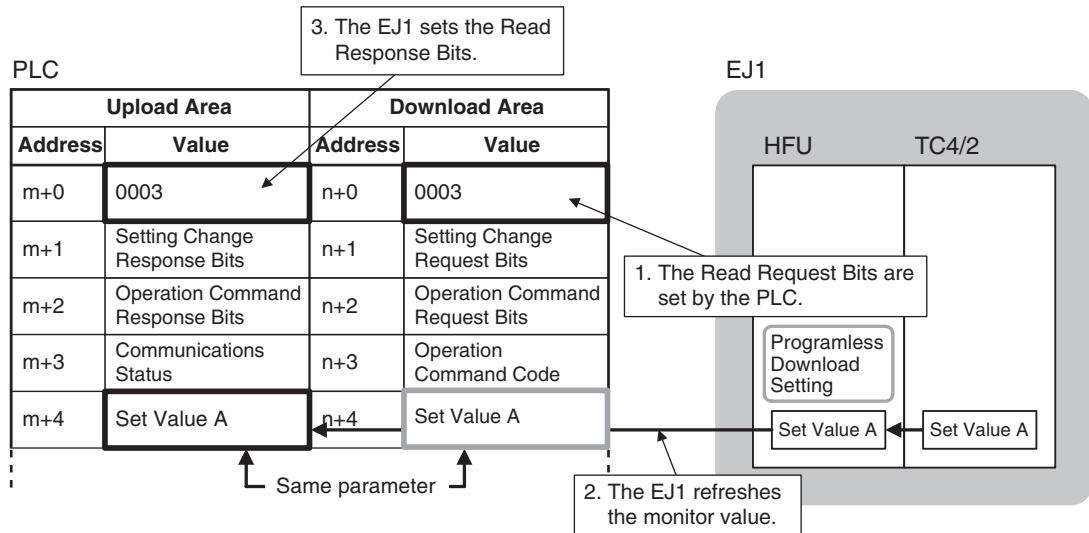 3. The EJ1 sets the Read
Response Bits.
PLC
EJ1
Upload Area Download Area
Address Value Address Value
HFU TC4/2
m+0 0003 n+0 0003
m+1 Setting Change
Response Bits
n+1 Setting Change
Request Bits
1. The Read Request Bits are
set by the PLC.
m+2 Operation Command
Response Bits
n+2 Operation Command
Request Bits
m+3 Communications
Status
n+3 Operation
Command Code
Programless
Download
Setting
m+4 Set Value A n+4 Set Value A
Set Value A Set Value A
Same parameter
2. The EJ1 refreshes
the monitor value.